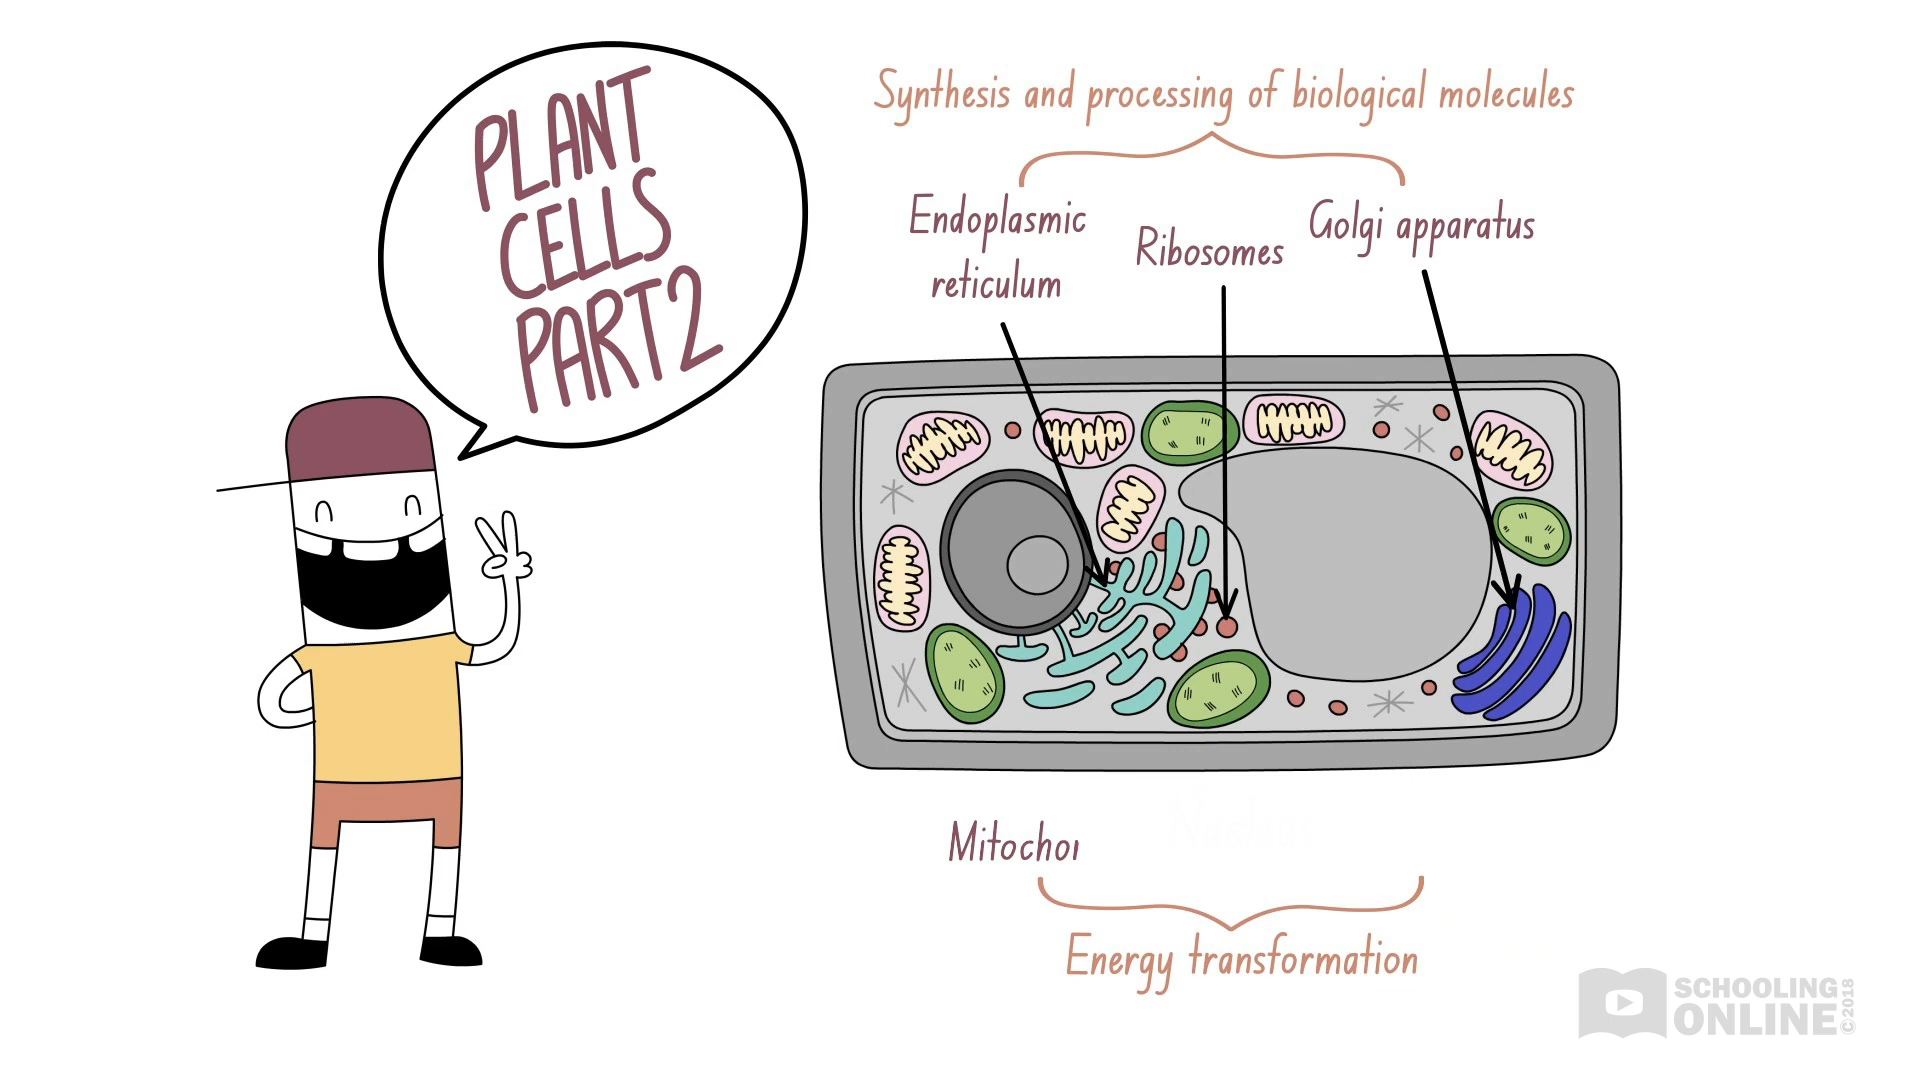 PLANT
CELLS
PART 2
Synthesis and processing of biological molecules
Endoplasmic
reticulum
Ribosomes
Golgi apparatus
Mitocho
Energy transformation
SCHOOLING
ONLINE
©2018